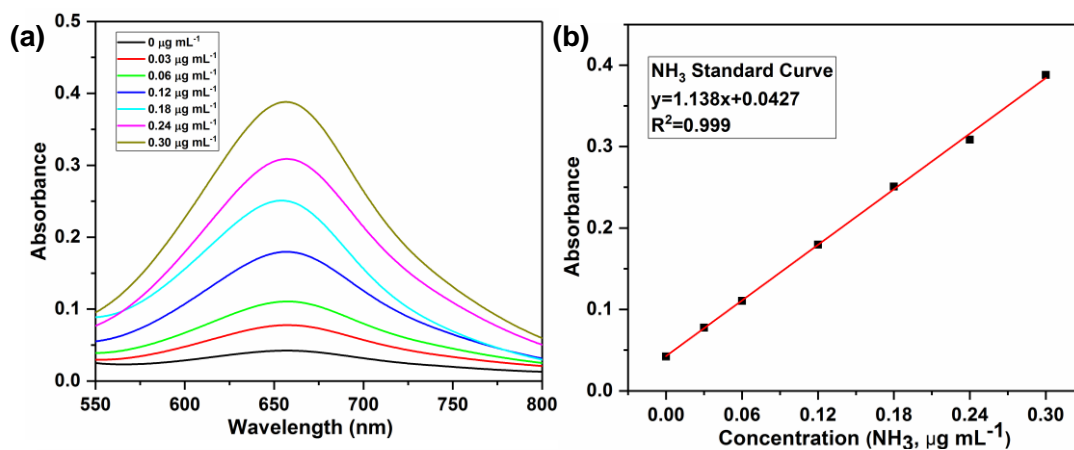 (a)
0.5
0.4
0.3
0.2
0.1
0.0
Absorbance
0 μg mL⁻¹
0.03 μg mL⁻¹
0.06 μg mL⁻¹
0.12 μg mL⁻¹
0.18 μg mL⁻¹
0.24 μg mL⁻¹
0.30 μg mL⁻¹
550 600 650 700 750 800
Wavelength (nm)
(b)
0.4
0.3
0.2
0.1
0.0
Absorbance
NH₃ Standard Curve
y=1.138x+0.0427
R²=0.999
0.00 0.06 0.12 0.18 0.24 0.30
Concentration (NH₃, μg mL⁻¹)